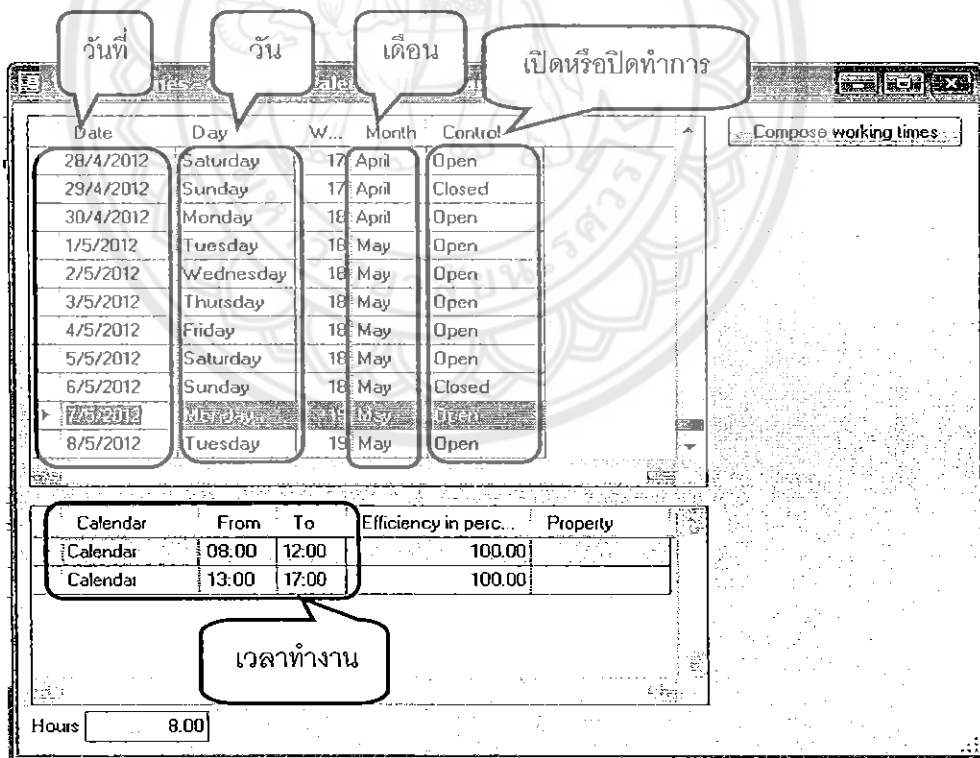 วันที่ วัน เดือน เปิดหรือปิดทำการ
Date Day W... Month Control Compose working times
28/4/2012 Saturday 17 April Open
29/4/2012 Sunday 17 April Closed
30/4/2012 Monday 18 April Open
1/5/2012 Tuesday 18 May Open
2/5/2012 Wednesday 18 May Open
3/5/2012 Thursday 18 May Open
4/5/2012 Friday 18 May Open
5/5/2012 Saturday 18 May Open
6/5/2012 Sunday 18 May Closed
7/5/2012 Monday 19 May Open
8/5/2012 Tuesday 19 May Open
Calendar From To Efficiency in perc... Property
Calendar 08:00 12:00 100.00
Calendar 13:00 17:00 100.00
เวลาทำงาน
Hours 8.00